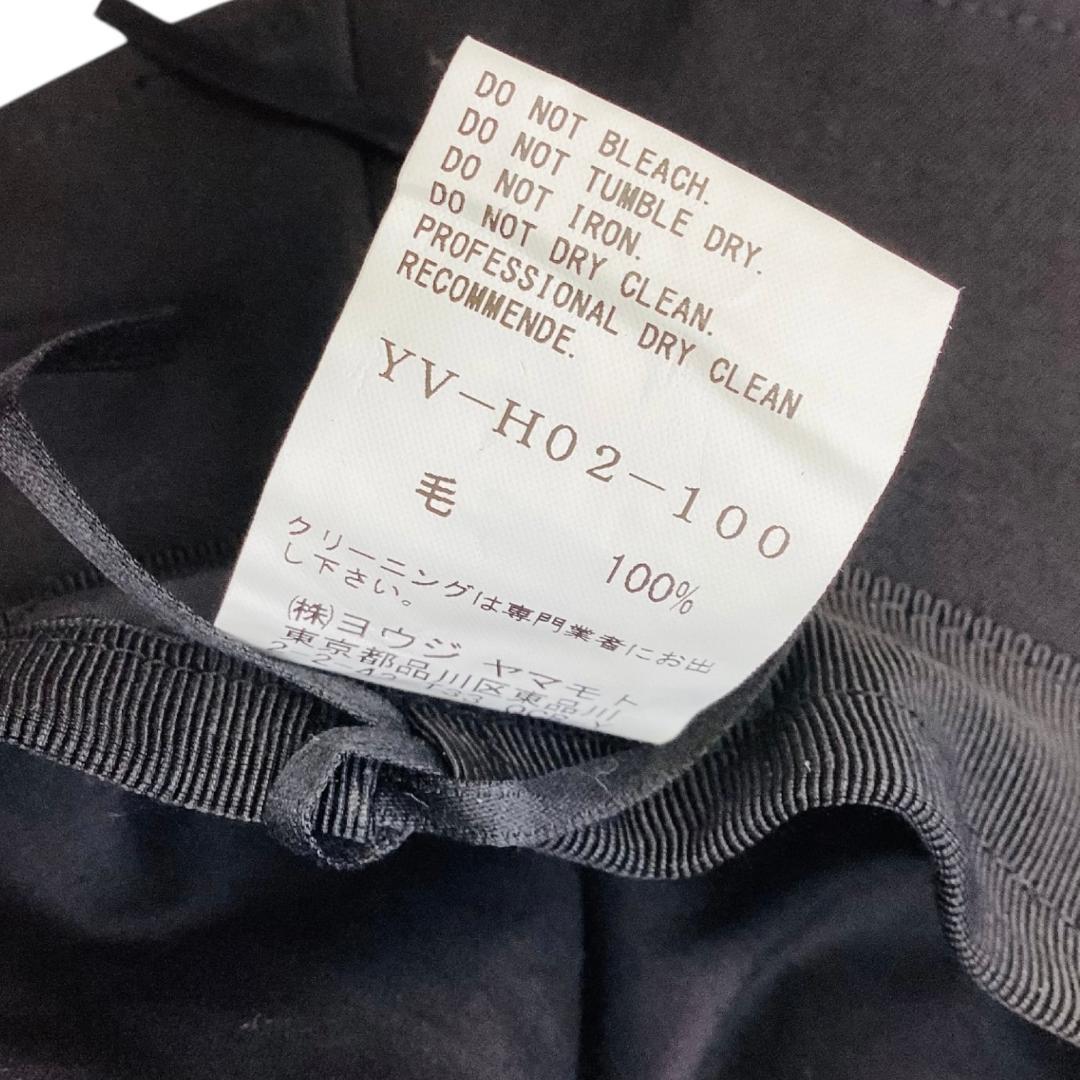 DO NOT BLEACH.
DO NOT TUMBLE DRY.
DO NOT IRON.
DO NOT DRY CLEAN.
PROFESSIONAL DRY CLEAN
RECOMMENDE.
YV-H02-100
毛 100%
クリーニングは専門業者にお出
し下さい。
(株)ヨウジ ヤマモト
東京都品川区東品川
2-2-43